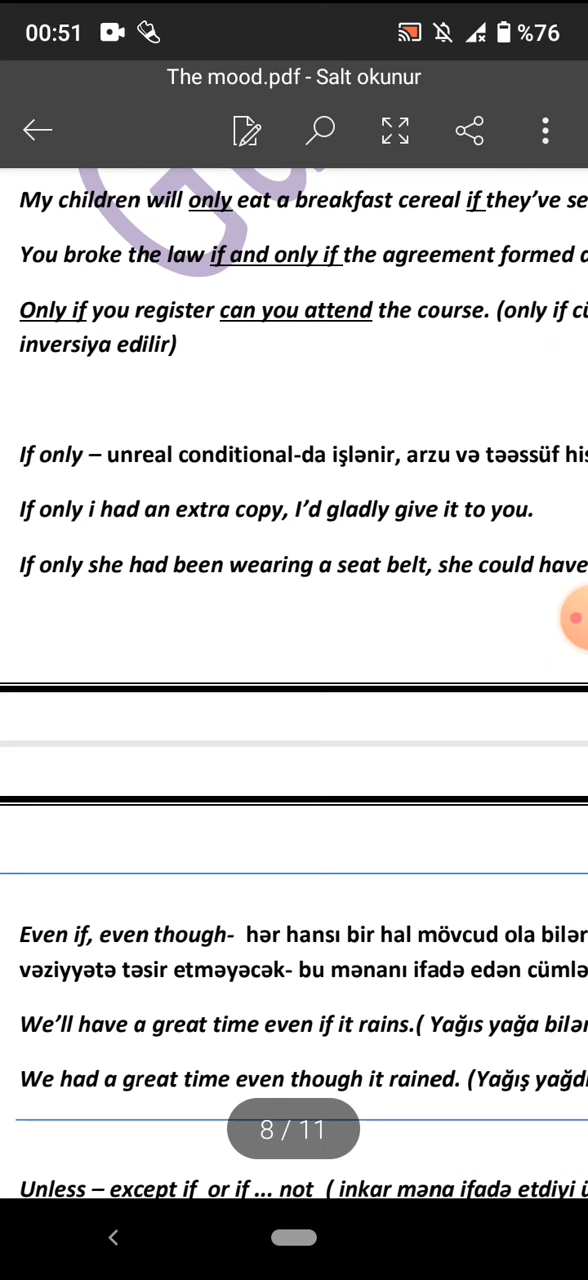 00:51
%76
The mood.pdf - Salt okunur
My children will only eat a breakfast cereal if they've se
You broke the law if and only if the agreement formed
Only if you register can you attend the course. (only if cü
inversiya edilir)
If only – unreal conditional-da işlənir, arzu və təəssüf his
If only i had an extra copy, I'd gladly give it to you.
If only she had been wearing a seat belt, she could have
Even if, even though- hər hansı bir hal mövcud ola bilər
vəziyyətə təsir etməyəcək- bu mənanı ifadə edən cümlə
We'll have a great time even if it rains.( Yağıs yağa bilər
We had a great time even though it rained. (Yağış yağdı
8 / 11
Unless – except if or if ... not ( inkar məna ifadə etdiyi ü